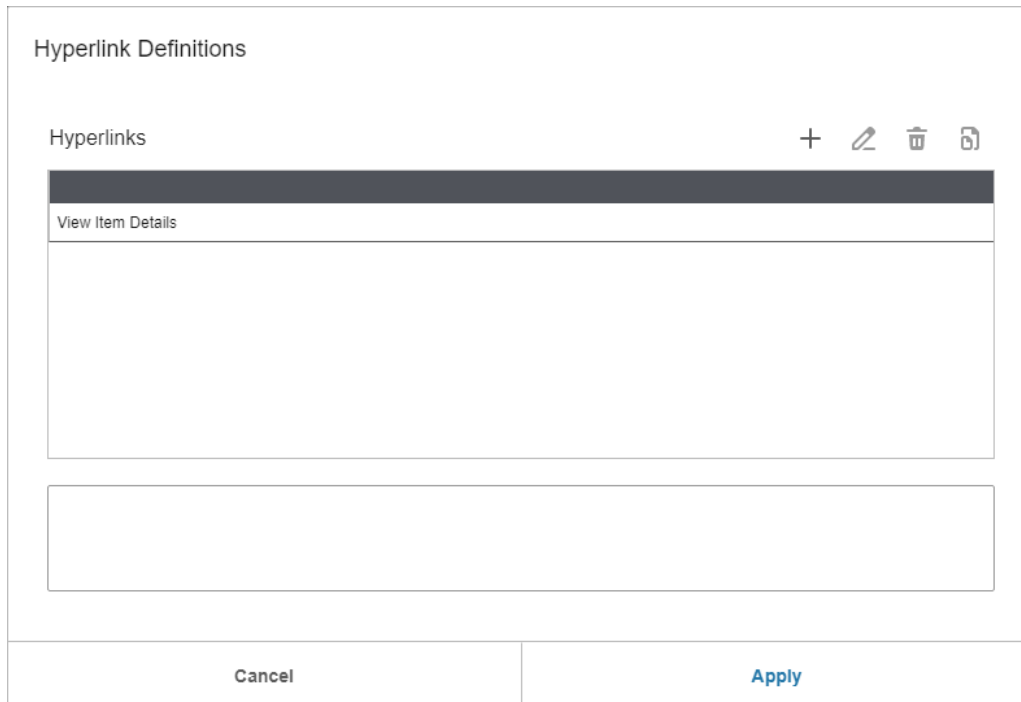 Hyperlink Definitions
Hyperlinks
View Item Details
Cancel
Apply